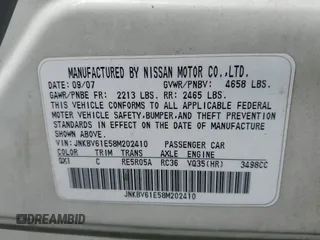 MANUFACTURED BY NISSAN MOTOR CO.,LTD.
DATE: 09/07 GVWR/PNBV: 4658 LBS.
GAWR/PNBE FR: 2213 LBS. RR: 2465 LBS.
THIS VEHICLE CONFORMS TO ALL APPLICABLE FEDERAL
MOTOR VEHICLE SAFETY,BUMPER,AND THEFT PREVENTION
STANDARDS IN EFFECT ON THE DATE OF
MANUFACTURE SHOWN ABOVE.
JNKBV61E58M202410 PASSENGER CAR
COLOR TRIM TRANS AXLE ENGINE
QX1 C RE5R05A RC36 VQ35(HR) 3498CC
JNKBV61E58M202410
AUTOBIDMASTER